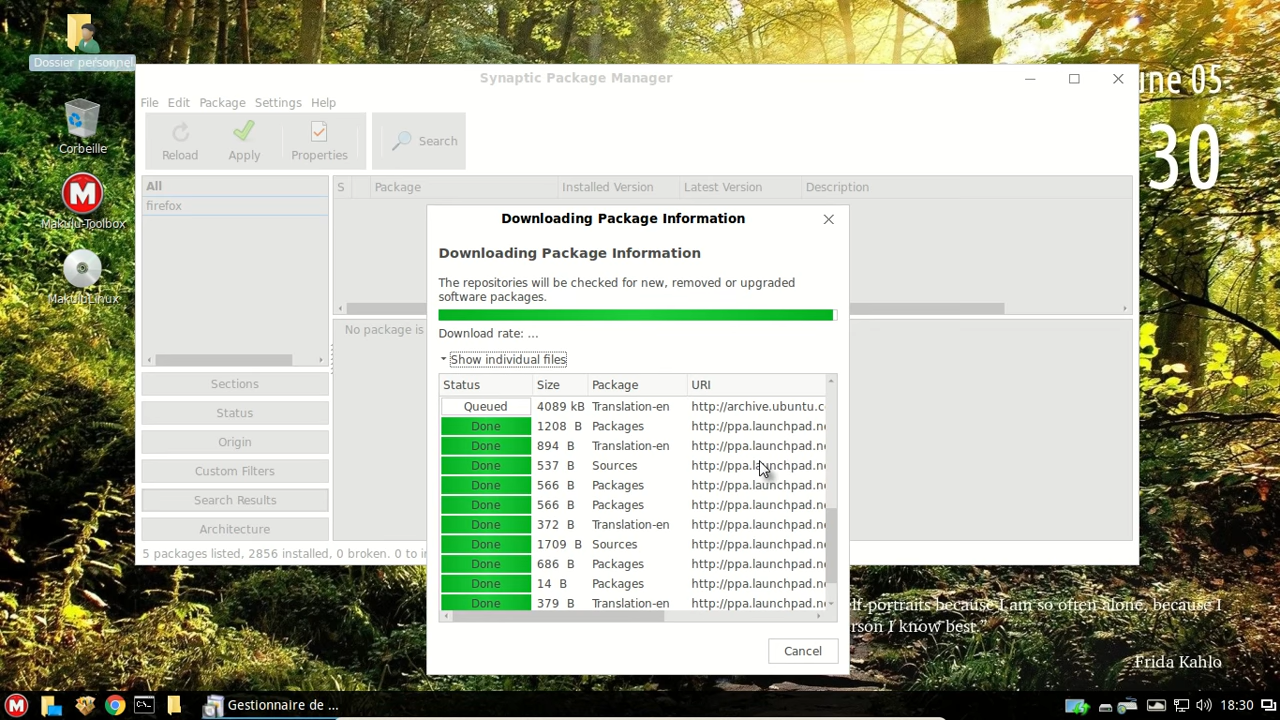 Dossier personnel
Corbeille
Makulu-Toolbox
MakuluLinux
une 05
30
Synaptic Package Manager
File Edit Package Settings Help
Reload Apply Properties Search
All
firefox
S Package Installed Version Latest Version Description
No package is
Sections
Status
Origin
Custom Filters
Search Results
Architecture
5 packages listed, 2856 installed, 0 broken. 0 to in
Downloading Package Information
Downloading Package Information
The repositories will be checked for new, removed or upgraded
software packages.
Download rate: ...
Show individual files
Status Size Package URI
Queued 4089 kB Translation-en http://archive.ubuntu.c
Done 1208 B Packages http://ppa.launchpad.n
Done 894 B Translation-en http://ppa.launchpad.n
Done 537 B Sources http://ppa.launchpad.n
Done 566 B Packages http://ppa.launchpad.n
Done 566 B Packages http://ppa.launchpad.n
Done 372 B Translation-en http://ppa.launchpad.n
Done 1709 B Sources http://ppa.launchpad.n
Done 686 B Packages http://ppa.launchpad.n
Done 14 B Packages http://ppa.launchpad.n
Done 379 B Translation-en http://ppa.launchpad.n
Cancel
elf-portraits because I am so often alone, because I
rson I know best."
Frida Kahlo
Gestionnaire de ...
18:30